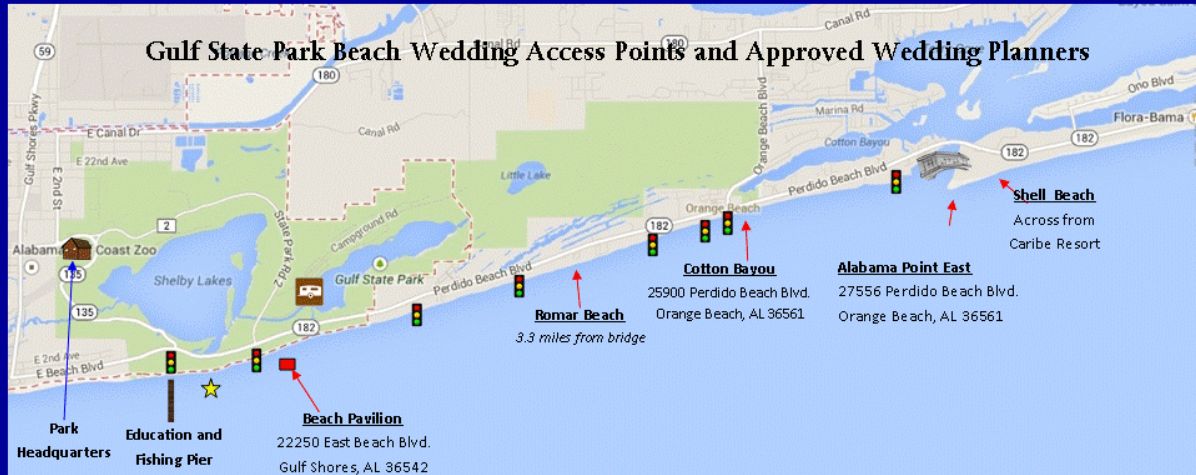 Gulf State Park Beach Wedding Access Points and Approved Wedding Planners
Canal Rd
Canal Rd
180
180
59
Gulf Shores Pkwy
E Canal Dr
E 22nd Ave
E 2nd St
Canal Rd
Little Lake
Orange Beach Blvd
Marina Rd
Cotton Bayou
Ono Blvd
Flora-Bama
182
182
Perdido Beach Blvd
Orange Beach
182
2
State Park Rd 2
Campground Rd
Alabama
Coast Zoo
135
135
Shelby Lakes
Gulf State Park
Perdido Beach Blvd
182
E 2nd Ave
E Beach Blvd
Shell Beach
Across from
Caribe Resort
Alabama Point East
27556 Perdido Beach Blvd.
Orange Beach, AL 36561
Cotton Bayou
25900 Perdido Beach Blvd.
Orange Beach, AL 36561
Romar Beach
3.3 miles from bridge
Beach Pavilion
22250 East Beach Blvd.
Gulf Shores, AL 36542
Education and
Fishing Pier
Park
Headquarters